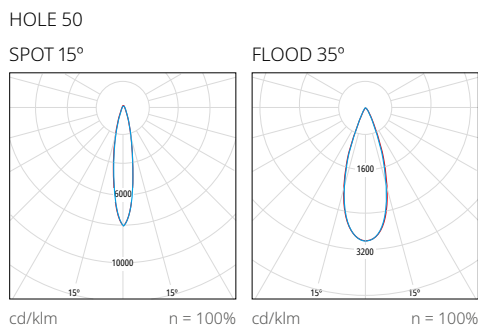 HOLE 50
SPOT 15º
6000
10000
15º 15º
cd/klm n = 100%
FLOOD 35º
1600
3200
15º 15º
cd/klm n = 100%